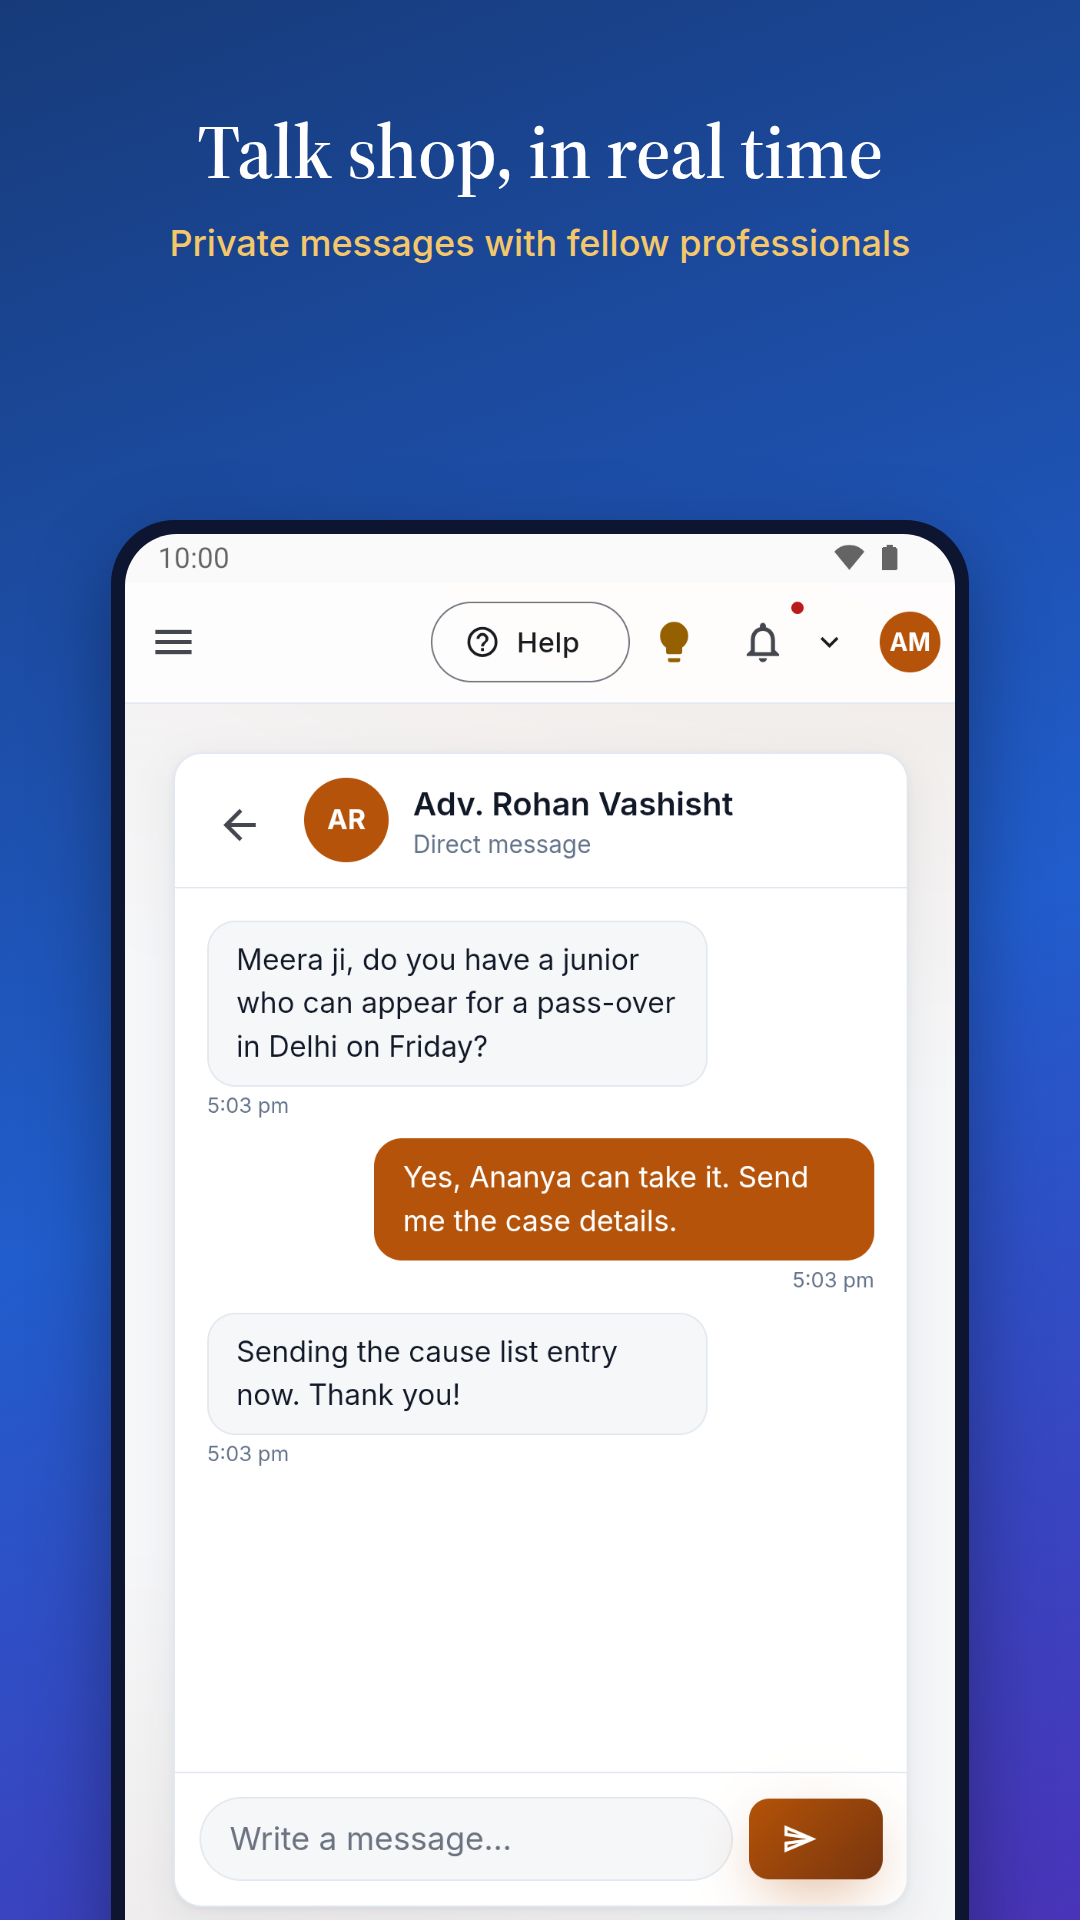 Talk shop, in real time
Private messages with fellow professionals
10:00
Help
AM
AR
Adv. Rohan Vashisht
Direct message
Meera ji, do you have a junior
who can appear for a pass-over
in Delhi on Friday?
5:03 pm
Yes, Ananya can take it. Send
me the case details.
5:03 pm
Sending the cause list entry
now. Thank you!
5:03 pm
Write a message...